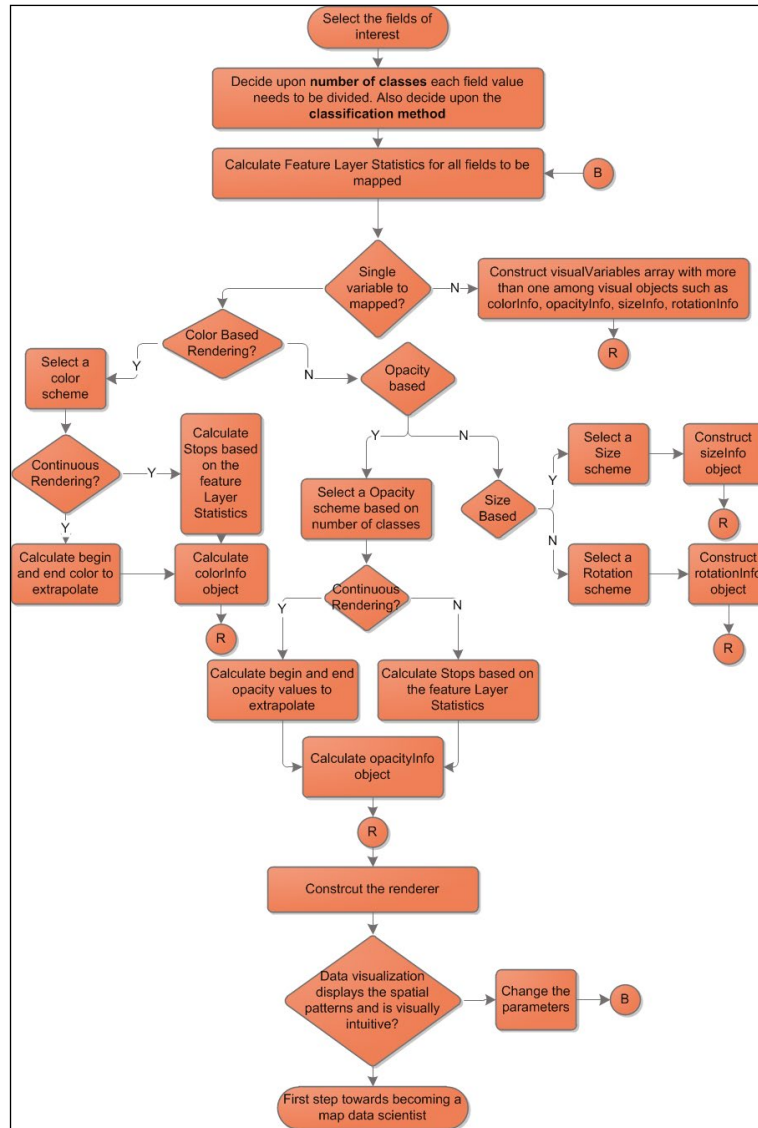 Select the fields of
interest
Decide upon number of classes each field value
needs to be divided. Also decide upon the
classification method
Calculate Feature Layer Statistics for all fields to be
mapped
B
Single
variable to
mapped?
N
Construct visualVariables array with more
than one among visual objects such as
colorInfo, opacityInfo, sizeInfo, rotationInfo
R
Color Based
Rendering?
Y
N
Select a
color
scheme
Opacity
based
Y
N
Continuous
Rendering?
Y
Y
Calculate
Stops based
on the
feature
Layer
Statistics
Calculate begin
and end color to
extrapolate
Calculate
colorInfo
object
R
Select a Opacity
scheme based on
number of classes
Size
Based
Y
N
Select a
Size
scheme
Construct
sizeInfo
object
R
Select a
Rotation
scheme
Construct
rotationInfo
object
R
Continuous
Rendering?
Y
N
Calculate begin and end
opacity values to
extrapolate
Calculate Stops based on
the feature Layer
Statistics
Calculate opacityInfo
object
R
Constrcut the renderer
Data visualization
displays the spatial
patterns and is visually
intuitive?
Change the
parameters
B
First step towards becoming a
map data scientist